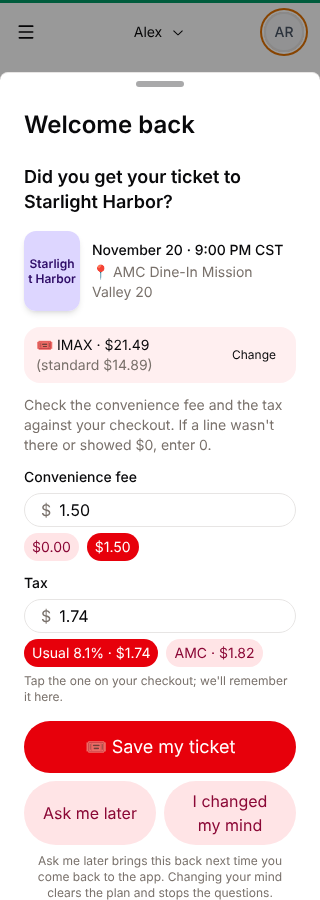 Alex
AR
Welcome back
Did you get your ticket to
Starlight Harbor?
Starligh
t Harbor
November 20 · 9:00 PM CST
📍 AMC Dine-In Mission
Valley 20
🎟️ IMAX · $21.49
(standard $14.89)
Change
Check the convenience fee and the tax
against your checkout. If a line wasn't
there or showed $0, enter 0.
Convenience fee
$ 1.50
$0.00
$1.50
Tax
$ 1.74
Usual 8.1% · $1.74
AMC · $1.82
Tap the one on your checkout; we'll remember
it here.
🎟️ Save my ticket
Ask me later
I changed
my mind
Ask me later brings this back next time you
come back to the app. Changing your mind
clears the plan and stops the questions.